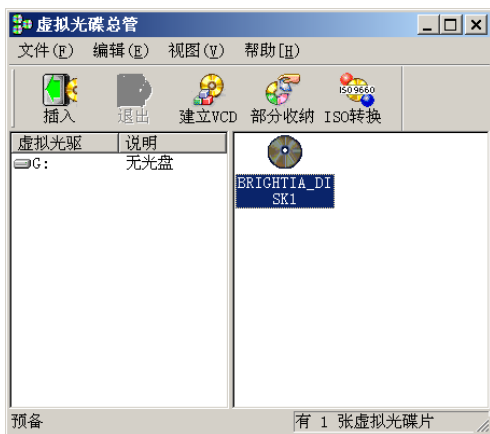 虚拟光碟总管
文件(F) 编辑(E) 视图(V) 帮助[H]
ISO9660
插入 退出 建立VCD 部分收纳 ISO转换
虚拟光驱 说明
G: 无光盘
BRIGHTIA_DI
SK1
预备 有 1 张虚拟光碟片